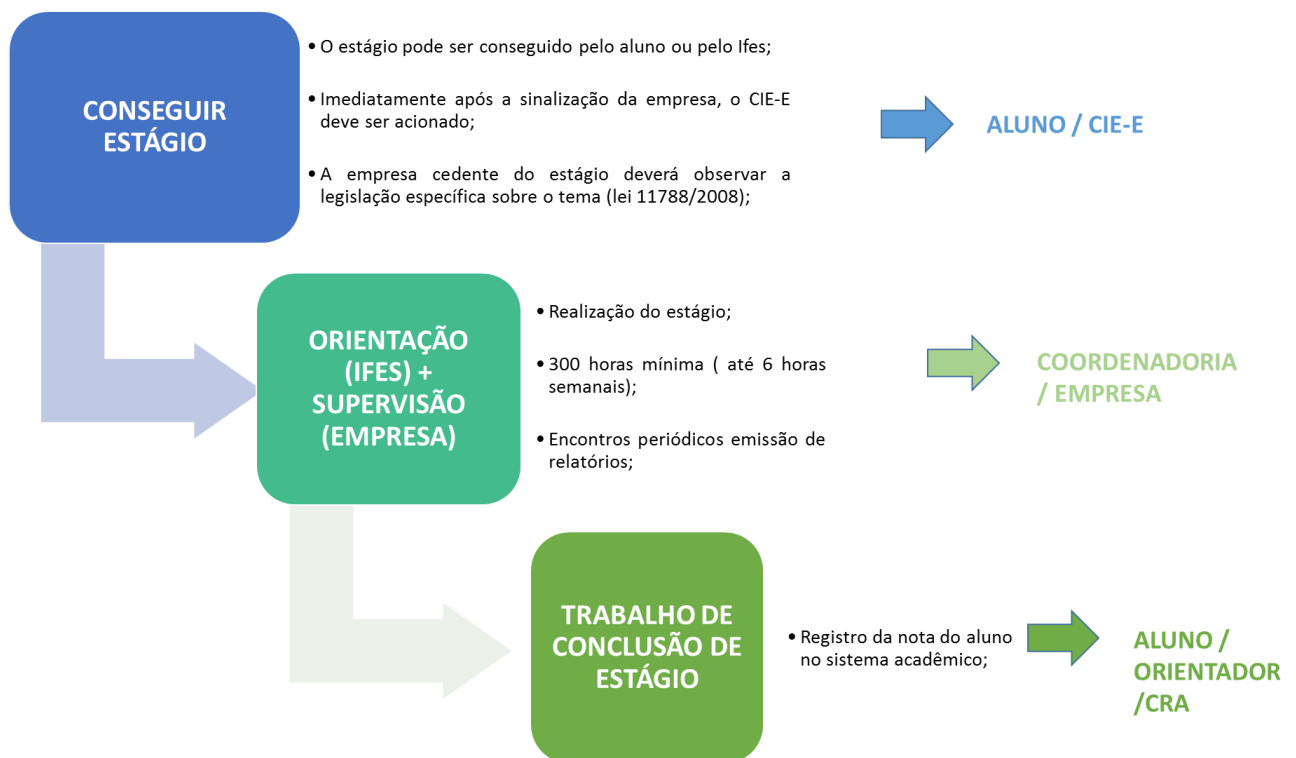 CONSEGUIR
ESTÁGIO
• O estágio pode ser conseguido pelo aluno ou pelo Ifes;
• Imediatamente após a sinalização da empresa, o CIE-E
deve ser acionado;
• A empresa cedente do estágio deverá observar a
legislação específica sobre o tema (lei 11788/2008);
ALUNO / CIE-E
ORIENTAÇÃO
(IFES) +
SUPERVISÃO
(EMPRESA)
• Realização do estágio;
• 300 horas mínima ( até 6 horas
semanais);
• Encontros periódicos emissão de
relatórios;
COORDENADORIA
/ EMPRESA
TRABALHO DE
CONCLUSÃO DE
ESTÁGIO
• Registro da nota do aluno
no sistema acadêmico;
ALUNO /
ORIENTADOR
/CRA